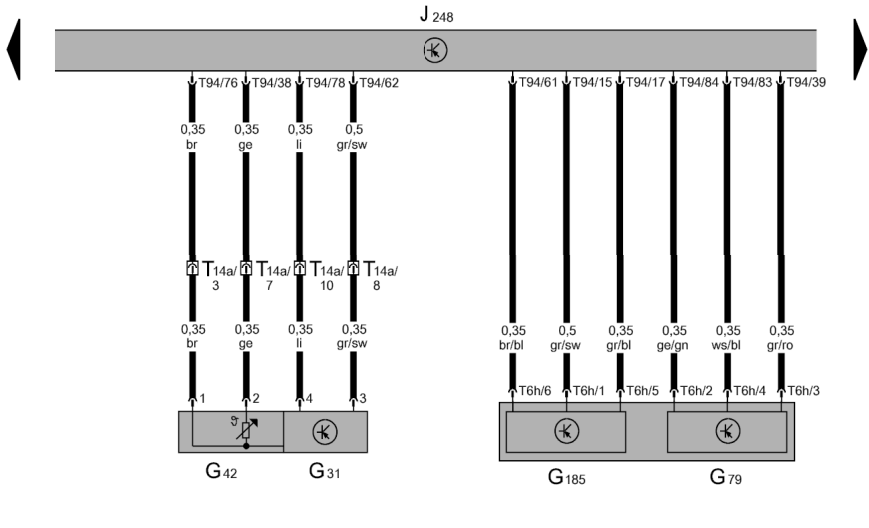 J 248
T94/76 T94/38 T94/78 T94/62 T94/61 T94/15 T94/17 T94/84 T94/83 T94/39
0,35 0,35 0,35 0,5
br ge li gr/sw
T14a/ T14a/ T14a/ T14a/
3 7 10 8
0,35 0,35 0,35 0,35 0,35 0,5 0,35 0,35 0,35 0,35
br ge li gr/sw br/bl gr/sw gr/bl ge/gn ws/bl gr/ro
1 2 4 3 T6h/6 T6h/1 T6h/5 T6h/2 T6h/4 T6h/3
ϑ
G42 G31 G185 G79